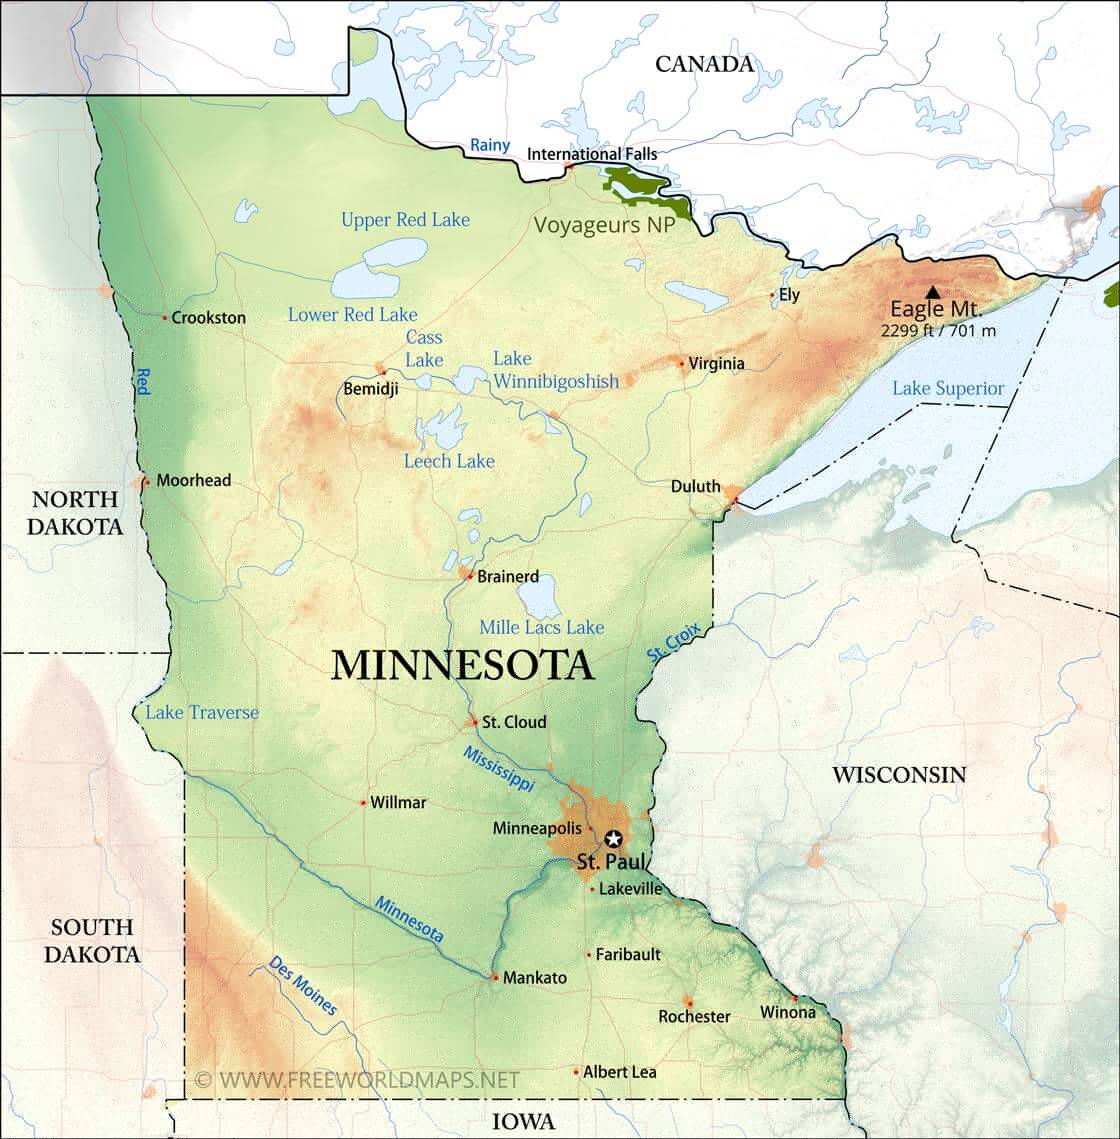 CANADA
Rainy
International Falls
Voyageurs NP
Upper Red Lake
Ely
Eagle Mt.
2299 ft / 701 m
Crookston
Lower Red Lake
Cass
Lake
Lake
Winnibigoshish
Virginia
Bemidji
Red
Lake Superior
Leech Lake
Moorhead
Duluth
NORTH
DAKOTA
Brainerd
Mille Lacs Lake
St. Croix
MINNESOTA
Lake Traverse
St. Cloud
Mississippi
WISCONSIN
Willmar
Minneapolis
St. Paul
Lakeville
Minnesota
SOUTH
DAKOTA
Faribault
Des Moines
Mankato
Rochester
Winona
Albert Lea
© WWW.FREEWORLDMAPS.NET
IOWA